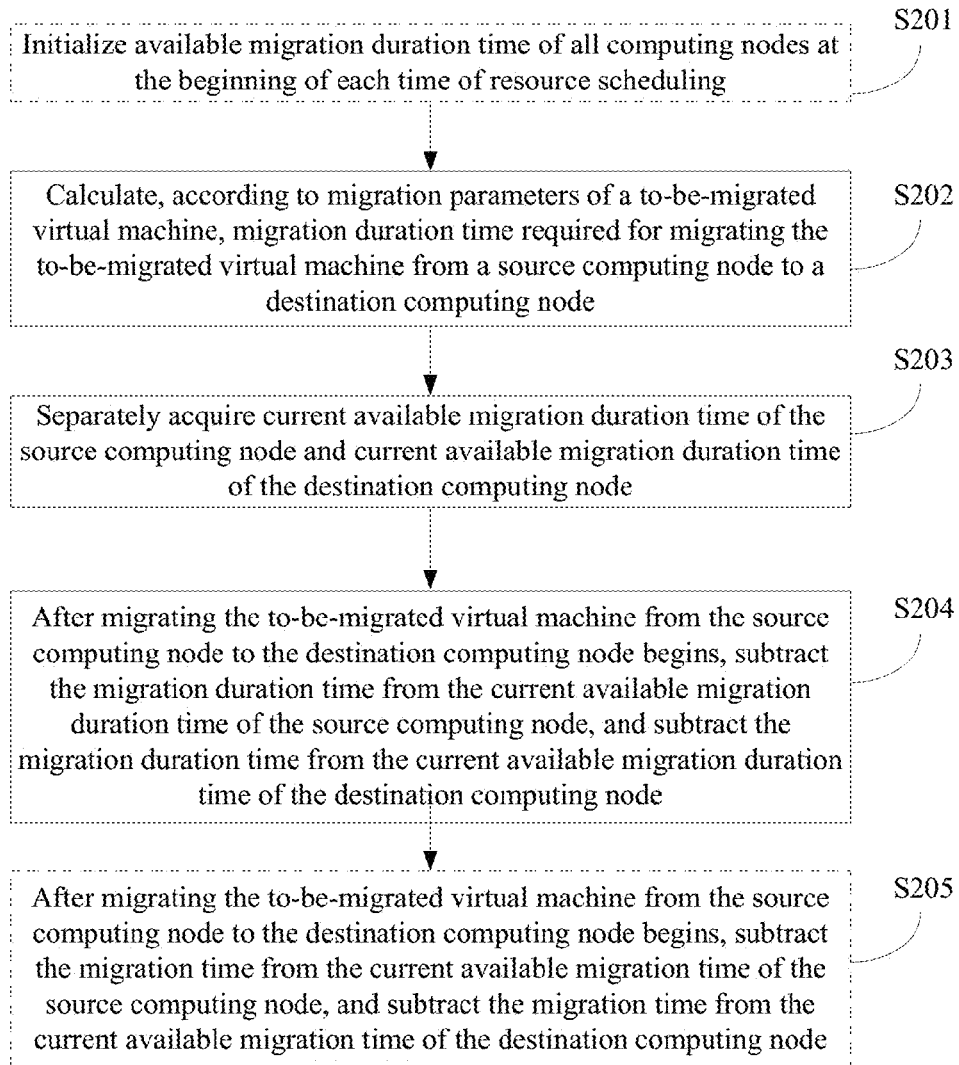 S201
Initialize available migration duration time of all computing nodes at
the beginning of each time of resource scheduling
S202
Calculate, according to migration parameters of a to-be-migrated
virtual machine, migration duration time required for migrating the
to-be-migrated virtual machine from a source computing node to a
destination computing node
S203
Separately acquire current available migration duration time of the
source computing node and current available migration duration time
of the destination computing node
S204
After migrating the to-be-migrated virtual machine from the source
computing node to the destination computing node begins, subtract
the migration duration time from the current available migration
duration time of the source computing node, and subtract the
migration duration time from the current available migration duration
time of the destination computing node
S205
After migrating the to-be-migrated virtual machine from the source
computing node to the destination computing node begins, subtract
the migration time from the current available migration time of the
source computing node, and subtract the migration time from the
current available migration time of the destination computing node